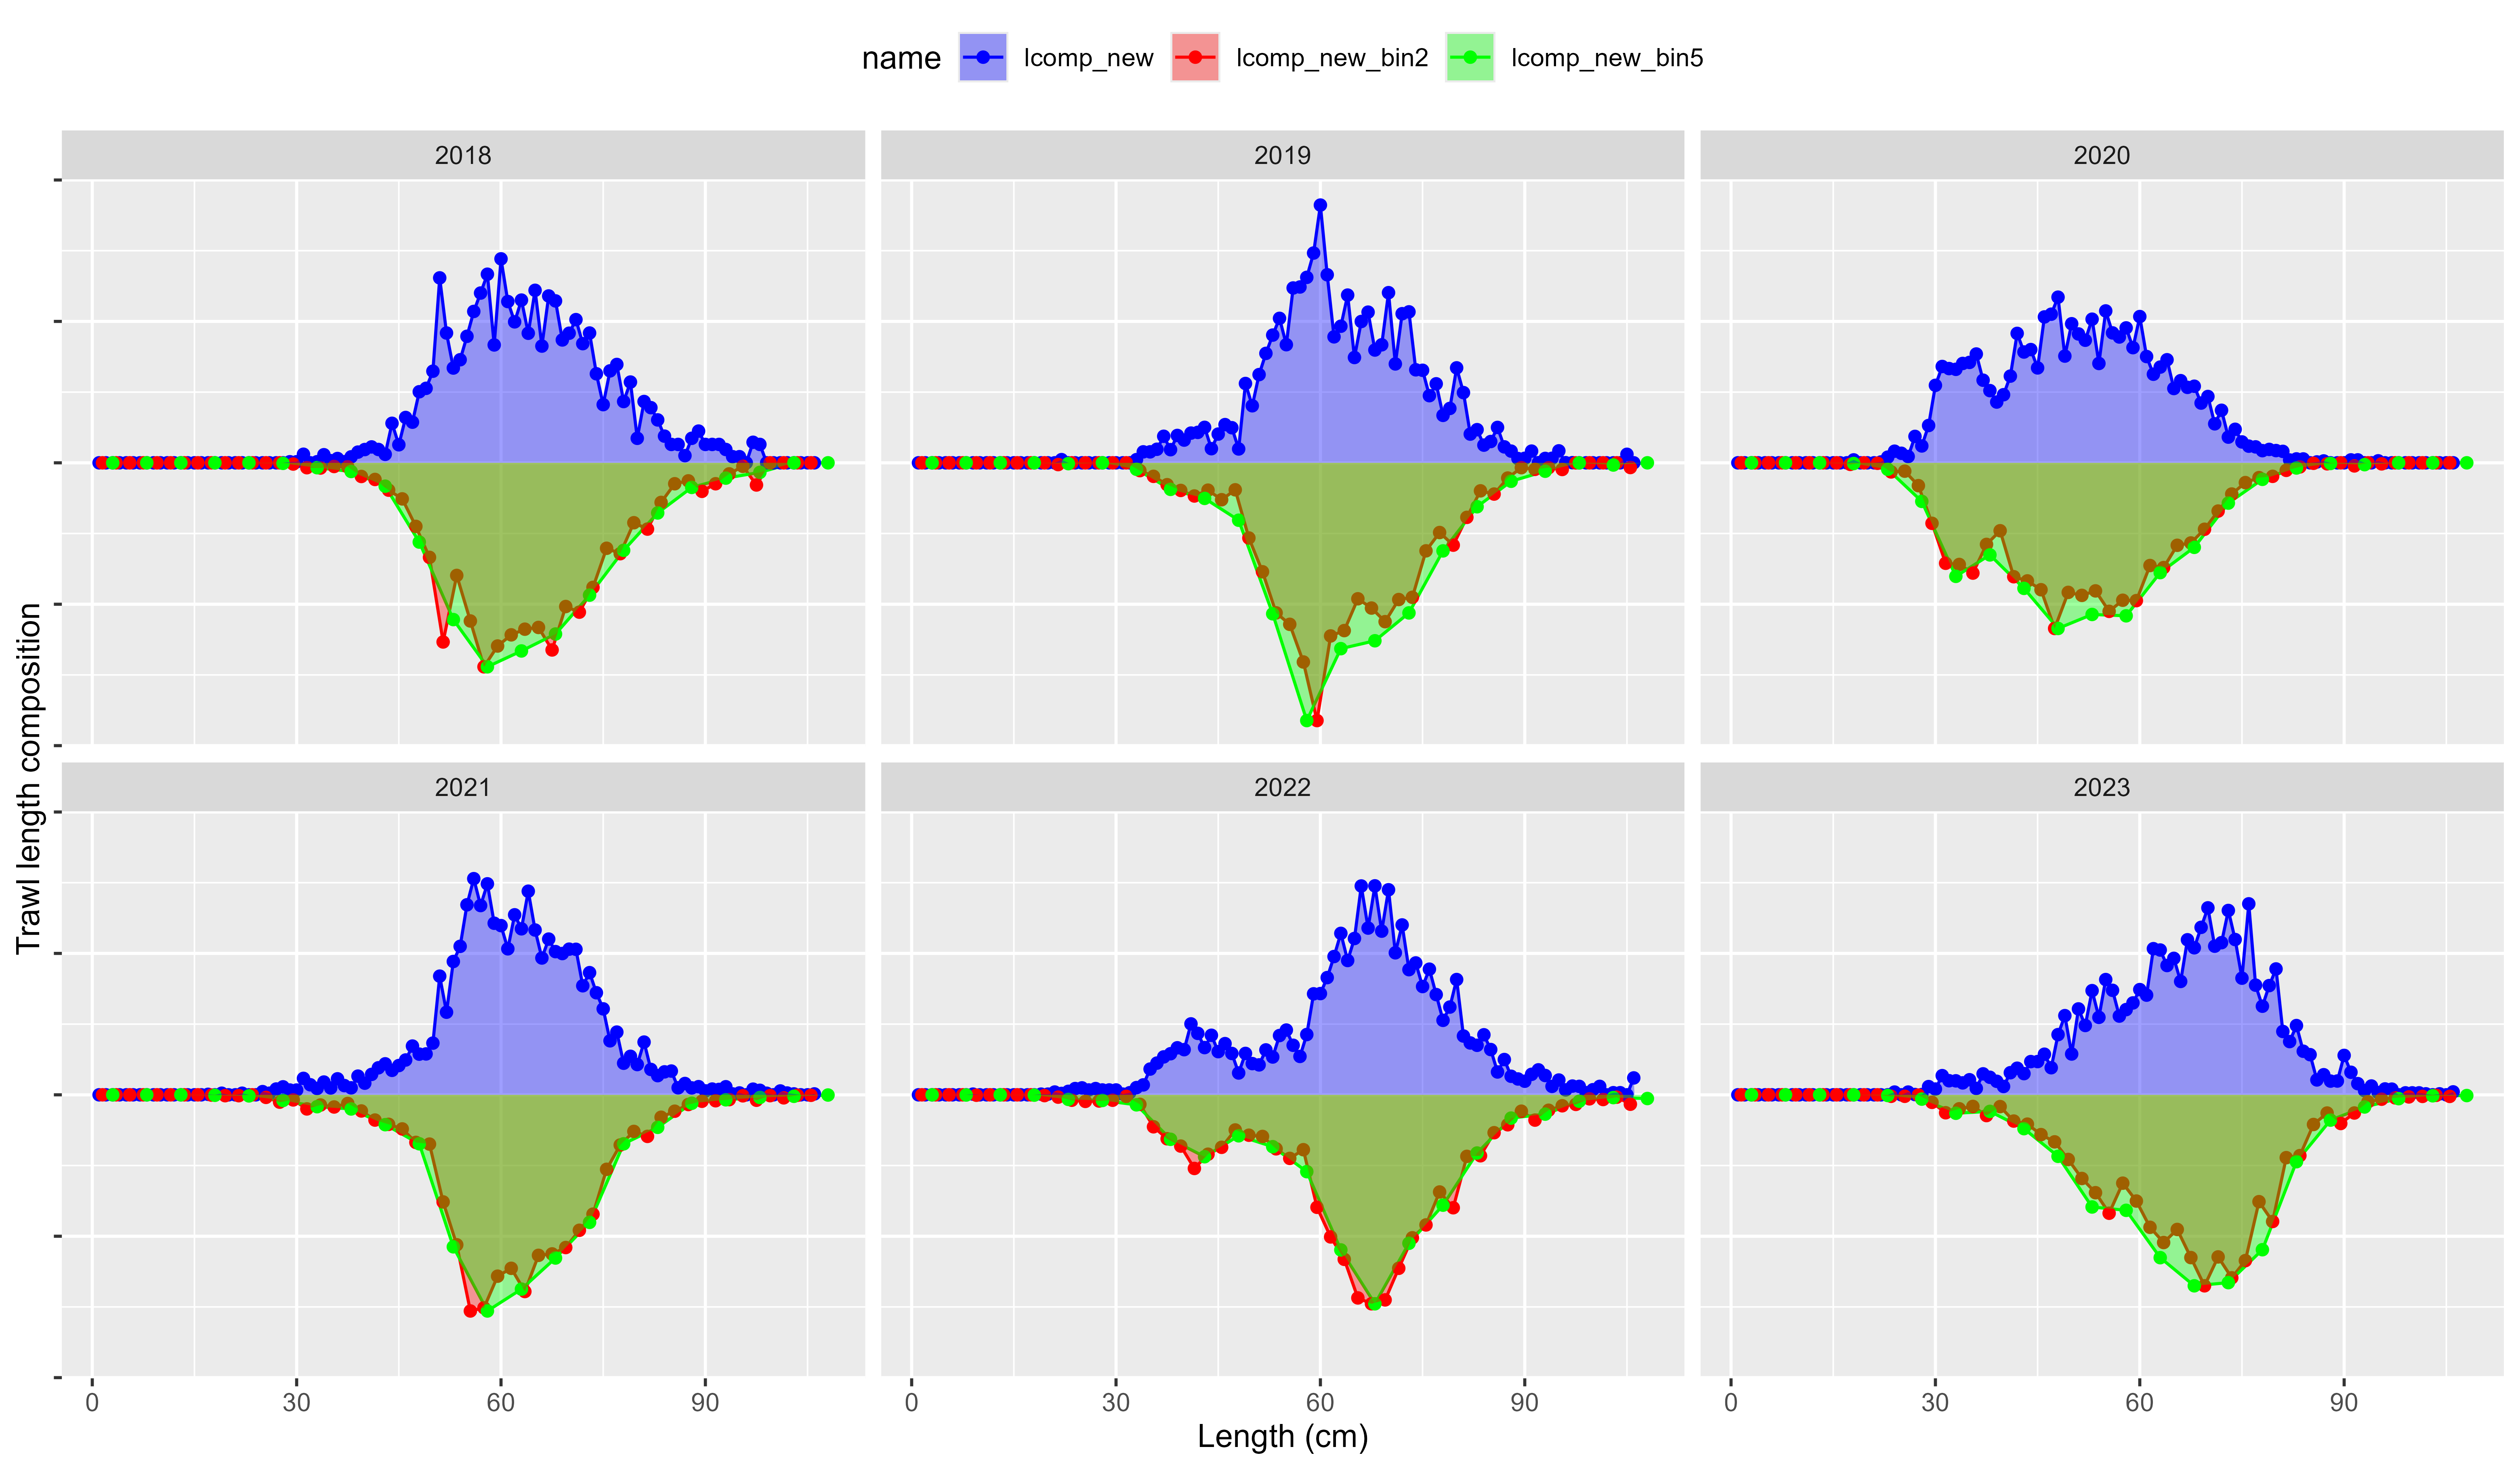 name lcomp_new lcomp_new_bin2 lcomp_new_bin5
2018 2019 2020
Trawl length composition
2021 2022 2023
0 30 60 90 0 30 60 90 0 30 60 90
Length (cm)